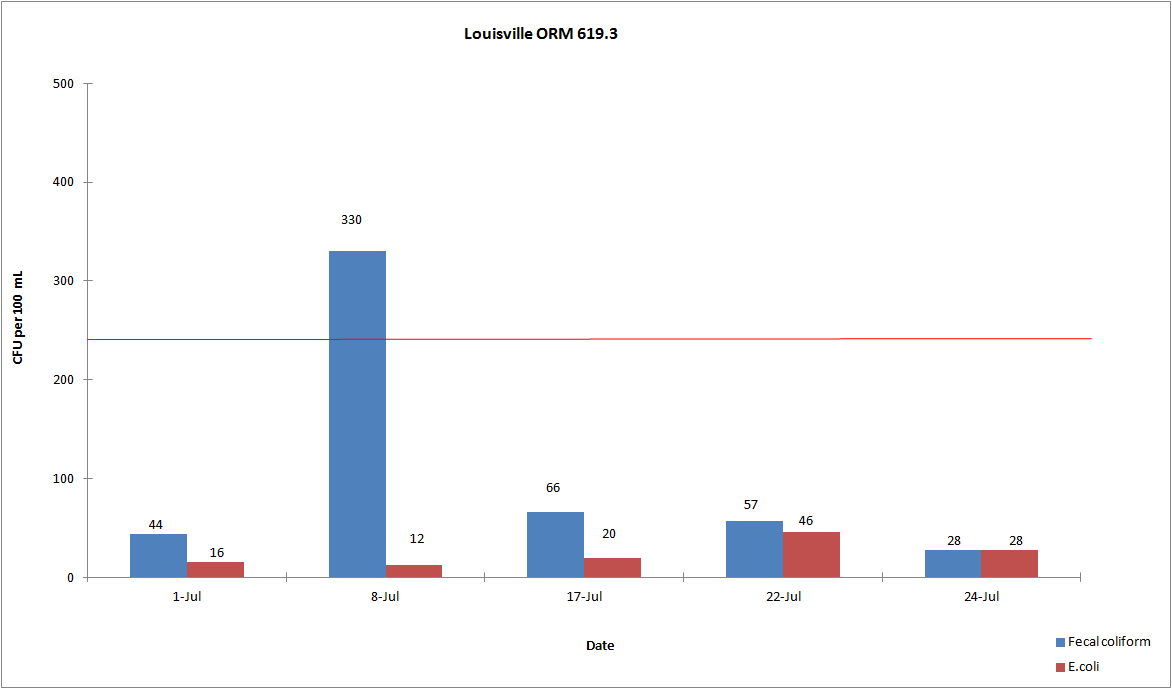 Louisville ORM 619.3
500
400
300
200
100
0
CFU per 100 mL
330
44
16
12
66
20
57
46
28
28
1-Jul
8-Jul
17-Jul
22-Jul
24-Jul
Date
Fecal coliform
E.coli